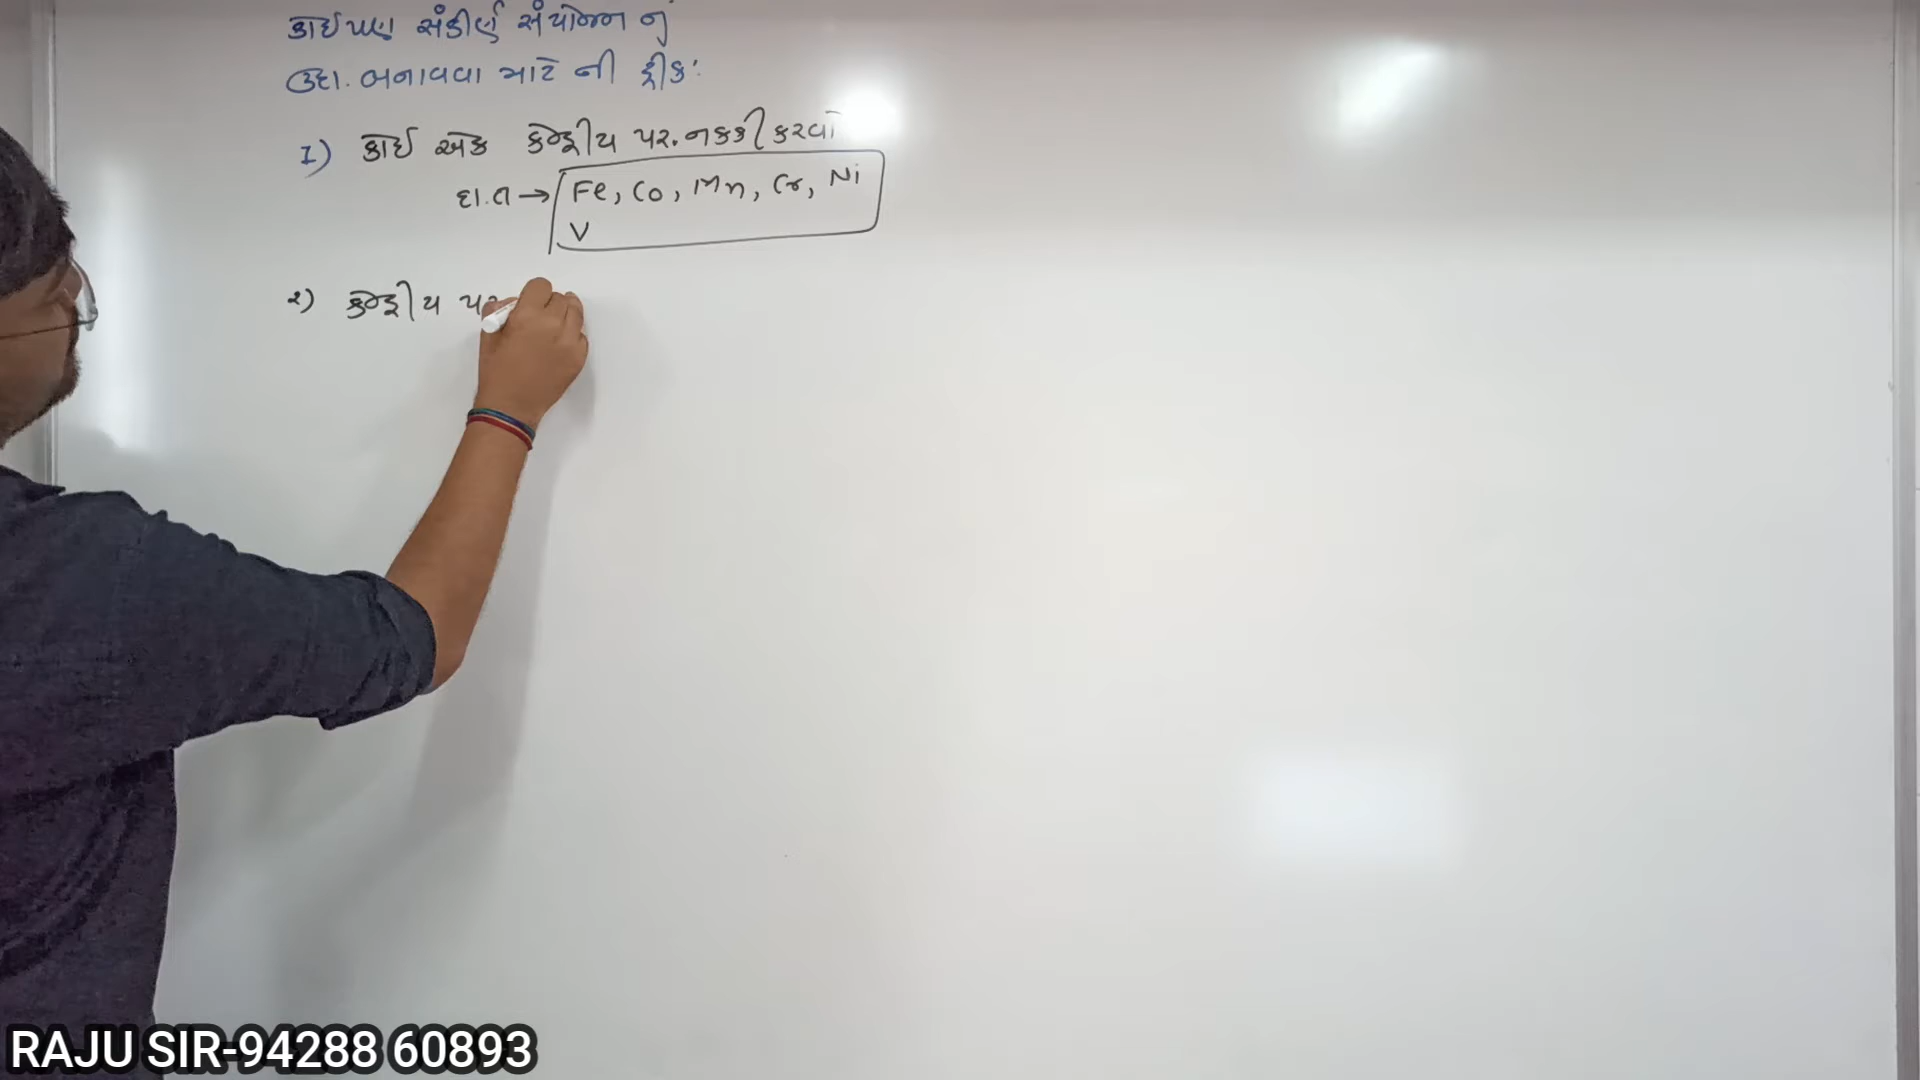 કોઈપણ સંકીર્ણ સંયોજન નું
ઉદા. બનાવવા માટે ની ટ્રીક:
1) કોઈ એક કેન્દ્રીય પર. નક્કી કરવો
દા.ત → Fe, Co, Mn, Cr, Ni
V
૨) કેન્દ્રીય પર
RAJU SIR-94288 60893